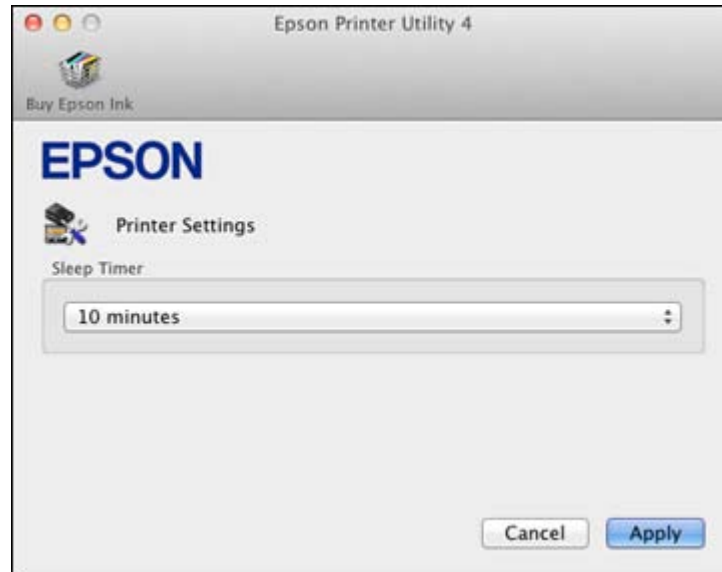 Epson Printer Utility 4
Buy Epson Ink
EPSON
Printer Settings
Sleep Timer
10 minutes
Cancel
Apply